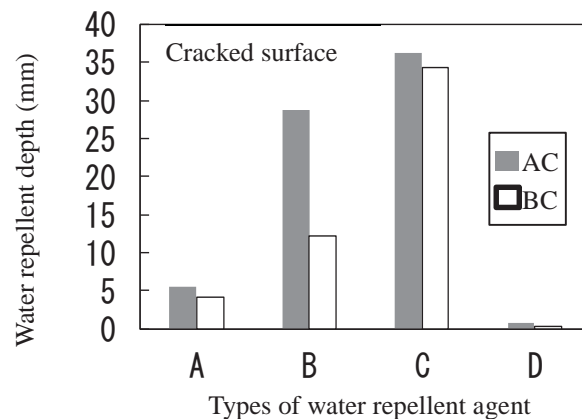 Water repellent depth (mm)
40
35
30
25
20
15
10
5
0
Cracked surface
AC
BC
A B C D
Types of water repellent agent